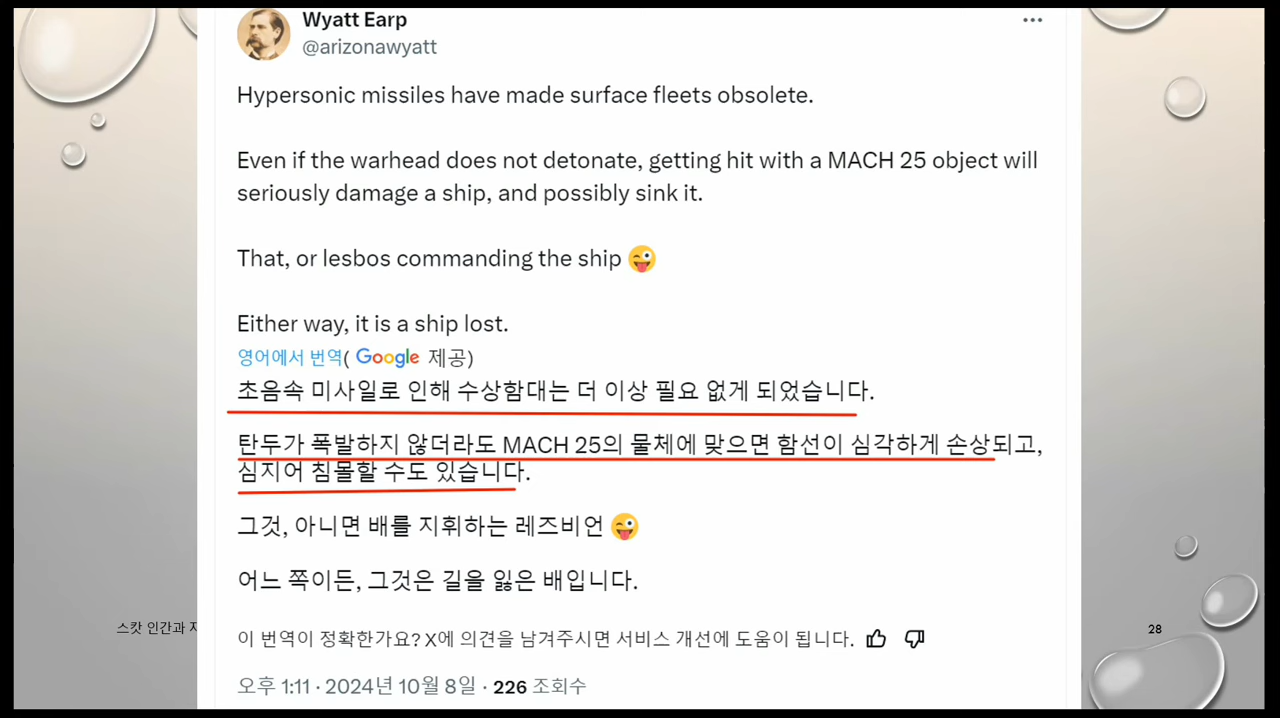 Wyatt Earp
@arizonawyatt
Hypersonic missiles have made surface fleets obsolete.
Even if the warhead does not detonate, getting hit with a MACH 25 object will
seriously damage a ship, and possibly sink it.
That, or lesbos commanding the ship 😜
Either way, it is a ship lost.
영어에서 번역( Google 제공)
초음속 미사일로 인해 수상함대는 더 이상 필요 없게 되었습니다.
탄두가 폭발하지 않더라도 MACH 25의 물체에 맞으면 함선이 심각하게 손상되고,
심지어 침몰할 수도 있습니다.
그것, 아니면 배를 지휘하는 레즈비언 😜
어느 쪽이든, 그것은 길을 잃은 배입니다.
스캇 인간과
28
이 번역이 정확한가요? X에 의견을 남겨주시면 서비스 개선에 도움이 됩니다.
오후 1:11 · 2024년 10월 8일 · 226 조회수